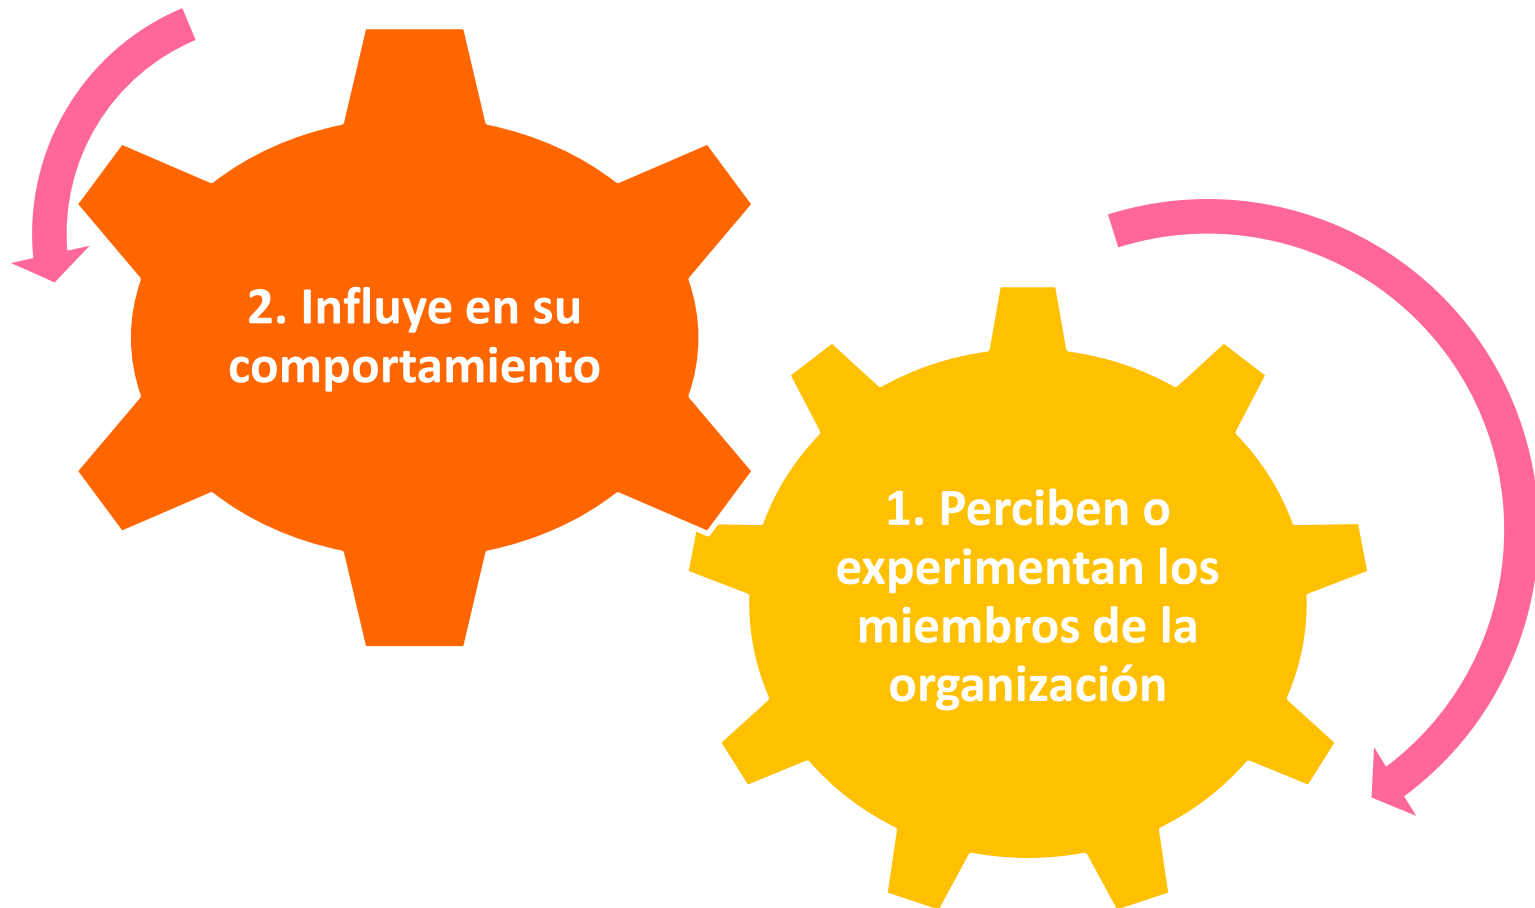 2. Influye en su
comportamiento
1. Perciben o
experimentan los
miembros de la
organización